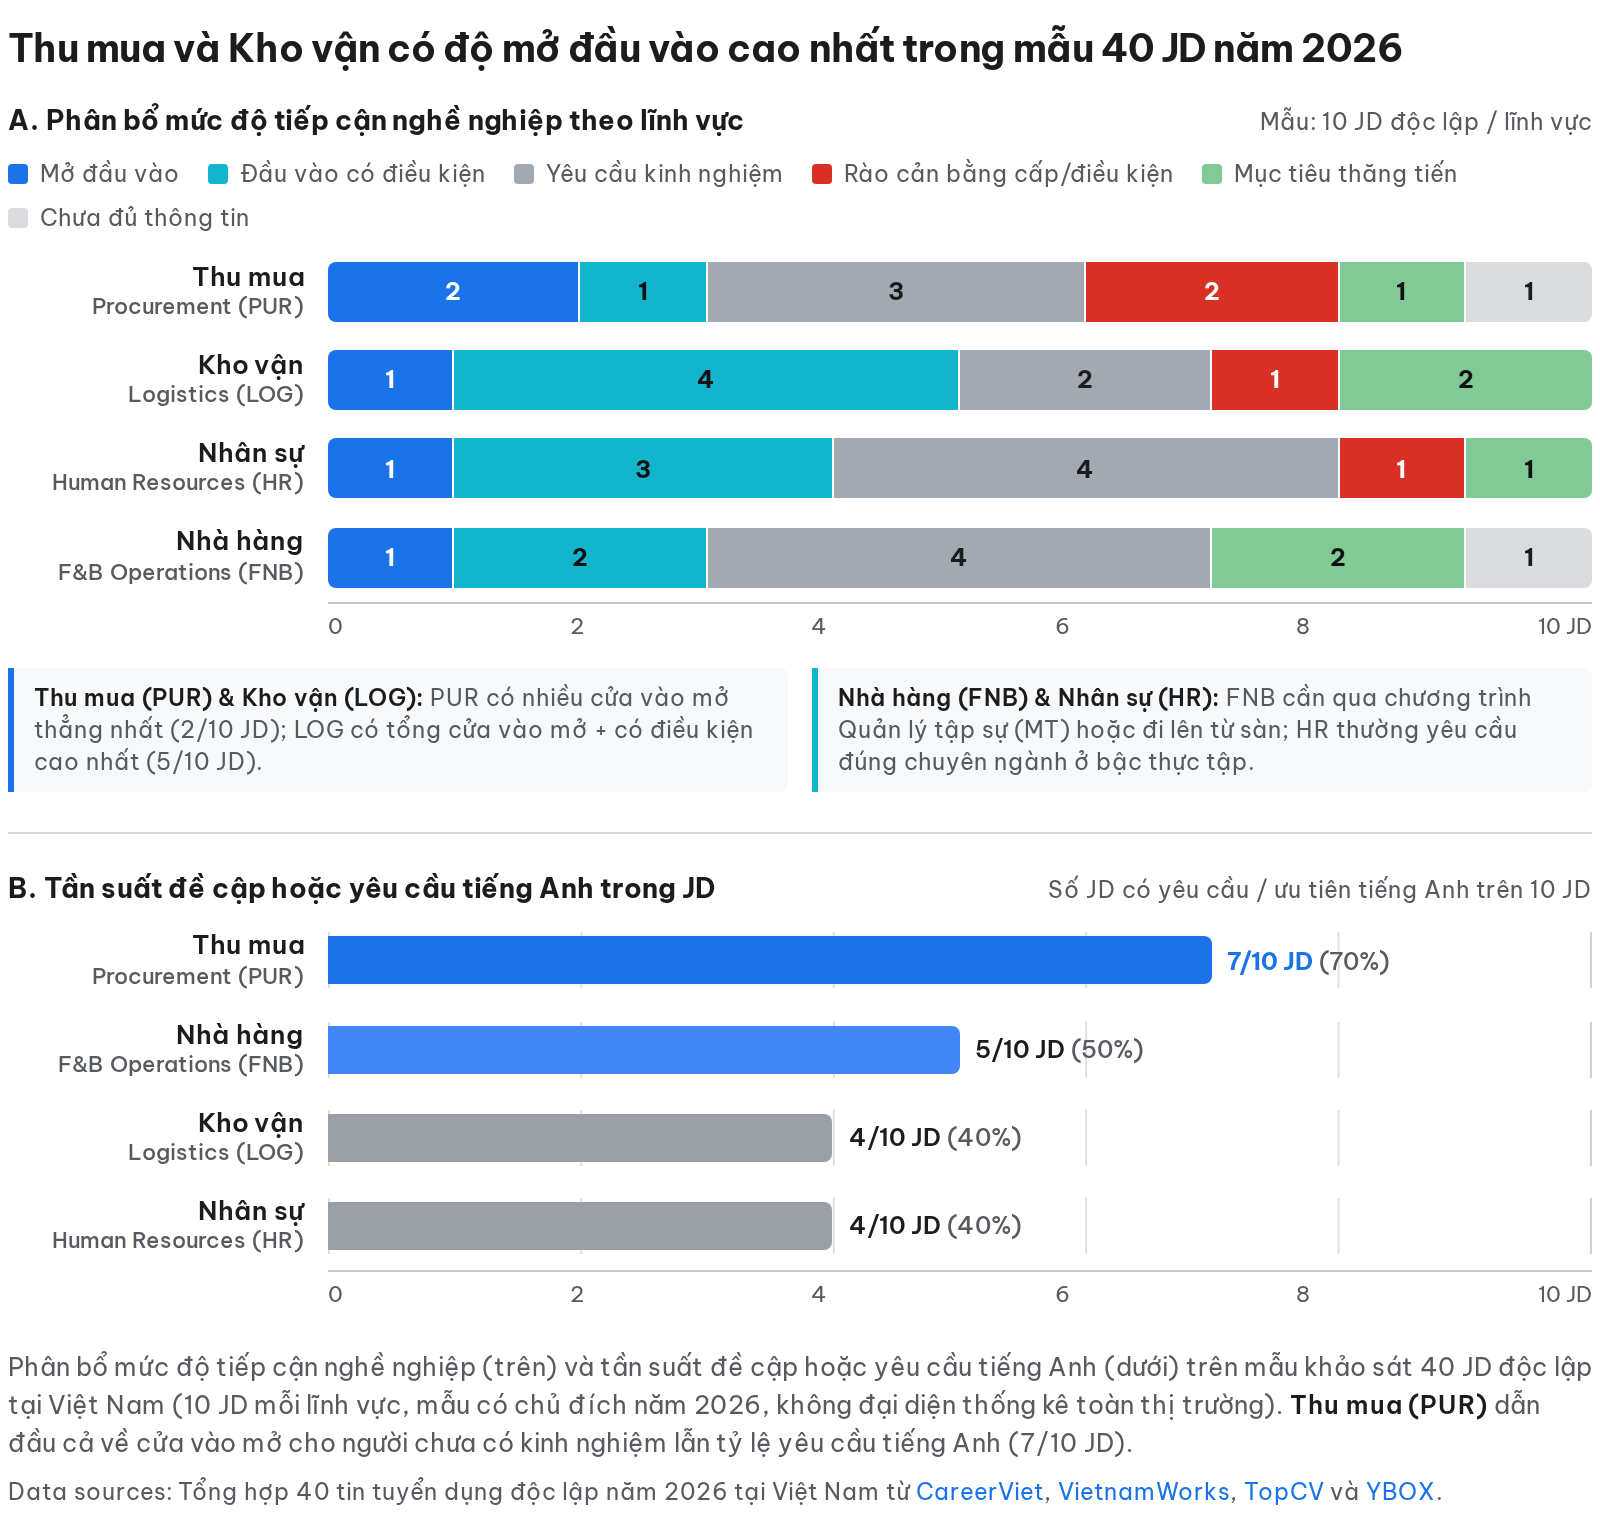 Thu mua và Kho vận có độ mở đầu vào cao nhất trong mẫu 40 JD năm 2026
A. Phân bổ mức độ tiếp cận nghề nghiệp theo lĩnh vực
Mẫu: 10 JD độc lập / lĩnh vực
Mở đầu vào
Đầu vào có điều kiện
Yêu cầu kinh nghiệm
Rào cản bằng cấp/điều kiện
Mục tiêu thăng tiến
Chưa đủ thông tin
Thu mua
Procurement (PUR)
2 1 3 2 1 1
Kho vận
Logistics (LOG)
1 4 2 1 2
Nhân sự
Human Resources (HR)
1 3 4 1 1
Nhà hàng
F&B Operations (FNB)
1 2 4 2 1
0 2 4 6 8 10 JD
Thu mua (PUR) & Kho vận (LOG): PUR có nhiều cửa vào mở
thẳng nhất (2/10 JD); LOG có tổng cửa vào mở + có điều kiện
cao nhất (5/10 JD).
Nhà hàng (FNB) & Nhân sự (HR): FNB cần qua chương trình
Quản lý tập sự (MT) hoặc đi lên từ sàn; HR thường yêu cầu
đúng chuyên ngành ở bậc thực tập.
B. Tần suất đề cập hoặc yêu cầu tiếng Anh trong JD
Số JD có yêu cầu / ưu tiên tiếng Anh trên 10 JD
Thu mua
Procurement (PUR)
7/10 JD (70%)
Nhà hàng
F&B Operations (FNB)
5/10 JD (50%)
Kho vận
Logistics (LOG)
4/10 JD (40%)
Nhân sự
Human Resources (HR)
4/10 JD (40%)
0 2 4 6 8 10 JD
Phân bổ mức độ tiếp cận nghề nghiệp (trên) và tần suất đề cập hoặc yêu cầu tiếng Anh (dưới) trên mẫu khảo sát 40 JD độc lập
tại Việt Nam (10 JD mỗi lĩnh vực, mẫu có chủ đích năm 2026, không đại diện thống kê toàn thị trường). Thu mua (PUR) dẫn
đầu cả về cửa vào mở cho người chưa có kinh nghiệm lẫn tỷ lệ yêu cầu tiếng Anh (7/10 JD).
Data sources: Tổng hợp 40 tin tuyển dụng độc lập năm 2026 tại Việt Nam từ CareerViet, VietnamWorks, TopCV và YBOX.